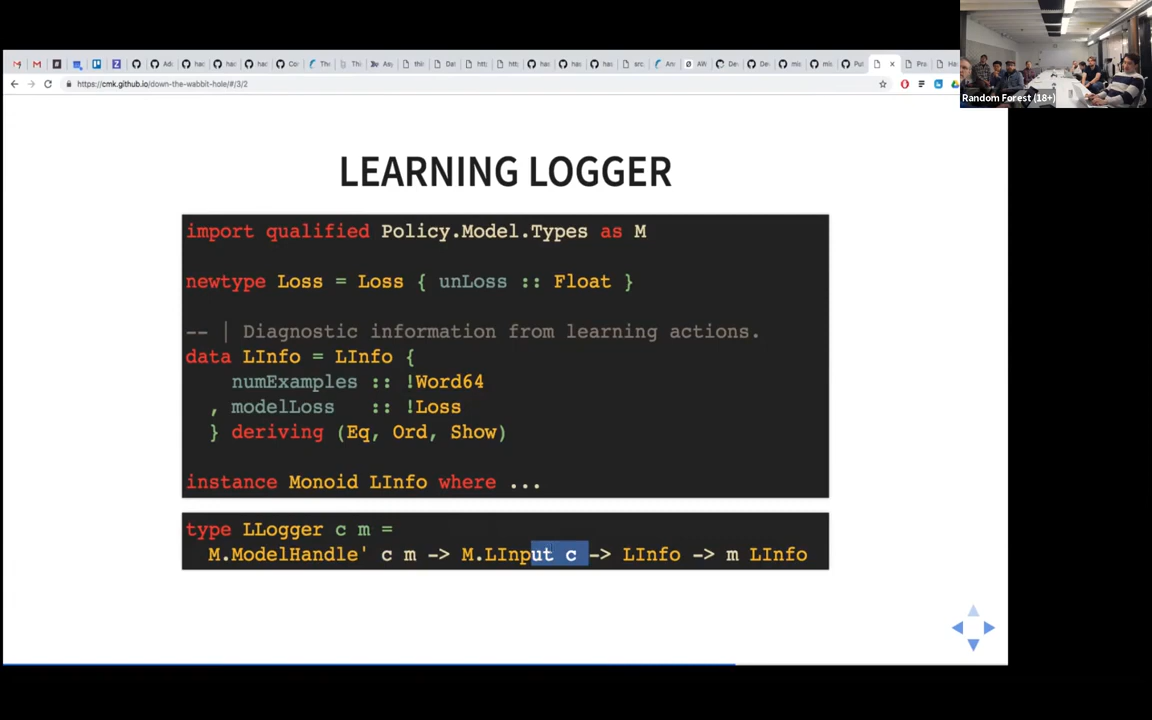 https://cmk.github.io/down-the-wabbit-hole/#/3/2
Random Forest (18+)
LEARNING LOGGER
import qualified Policy.Model.Types as M
newtype Loss = Loss { unLoss :: Float }
-- | Diagnostic information from learning actions.
data LInfo = LInfo {
numExamples :: !Word64
, modelLoss :: !Loss
} deriving (Eq, Ord, Show)
instance Monoid LInfo where ...
type LLogger c m =
M.ModelHandle' c m -> M.LInput c -> LInfo -> m LInfo